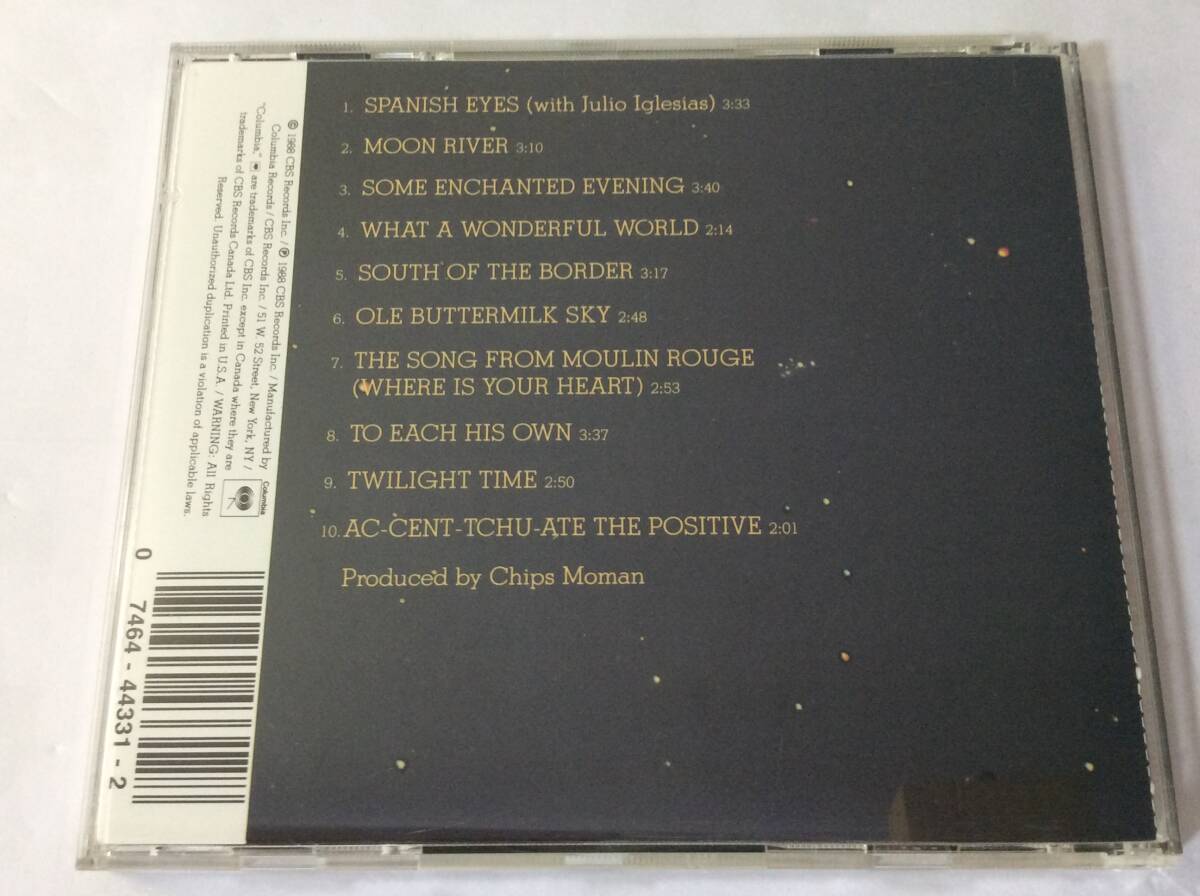 1. SPANISH EYES (with Julio Iglesias) 3:33
2. MOON RIVER 3:10
3. SOME ENCHANTED EVENING 3:40
4. WHAT A WONDERFUL WORLD 2:14
5. SOUTH OF THE BORDER 3:17
6. OLE BUTTERMILK SKY 2:48
7. THE SONG FROM MOULIN ROUGE
(WHERE IS YOUR HEART) 2:53
8. TO EACH HIS OWN 3:37
9. TWILIGHT TIME 2:50
10. AC-CENT-TCHU-ATE THE POSITIVE 2:01
Produced by Chips Moman
© 1988 CBS Records Inc. / ℗ 1988 CBS Records Inc. / Manufactured by
Columbia Records / CBS Records Inc. / 51 W. 52 Street, New York, NY /
"Columbia," are trademarks of CBS Inc. except in Canada where they are
trademarks of CBS Records Canada Ltd. Printed in U.S.A. / WARNING: All Rights
Reserved. Unauthorized duplication is a violation of applicable laws.
Columbia
0 7464-44331-2